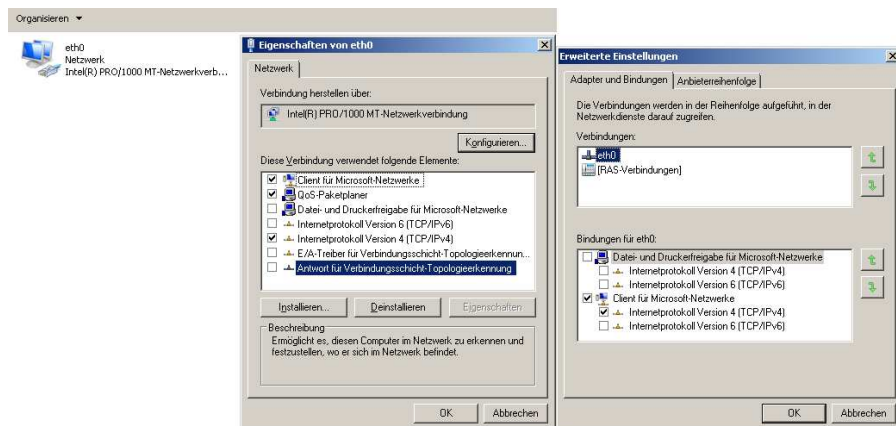 Organisieren
eth0
Netzwerk
Intel(R) PRO/1000 MT-Netzwerkverb...
Eigenschaften von eth0
Netzwerk
Verbindung herstellen über:
Intel(R) PRO/1000 MT-Netzwerkverbindung
Konfigurieren...
Diese Verbindung verwendet folgende Elemente:
Client für Microsoft-Netzwerke
QoS-Paketplaner
Datei- und Druckerfreigabe für Microsoft-Netzwerke
Internetprotokoll Version 6 (TCP/IPv6)
Internetprotokoll Version 4 (TCP/IPv4)
E/A-Treiber für Verbindungsschicht-Topologieerkennun...
Antwort für Verbindungsschicht-Topologieerkennung
Installieren... Deinstallieren Eigenschaften
Beschreibung
Ermöglicht es, diesen Computer im Netzwerk zu erkennen und
festzustellen, wo er sich im Netzwerk befindet.
OK Abbrechen
Erweiterte Einstellungen
Adapter und Bindungen Anbieterreihenfolge
Die Verbindungen werden in der Reihenfolge aufgeführt, in der
Netzwerkdienste darauf zugreifen.
Verbindungen:
eth0
[RAS-Verbindungen]
Bindungen für eth0:
Datei- und Druckerfreigabe für Microsoft-Netzwerke
Internetprotokoll Version 4 (TCP/IPv4)
Internetprotokoll Version 6 (TCP/IPv6)
Client für Microsoft-Netzwerke
Internetprotokoll Version 4 (TCP/IPv4)
Internetprotokoll Version 6 (TCP/IPv6)
OK Abbrechen